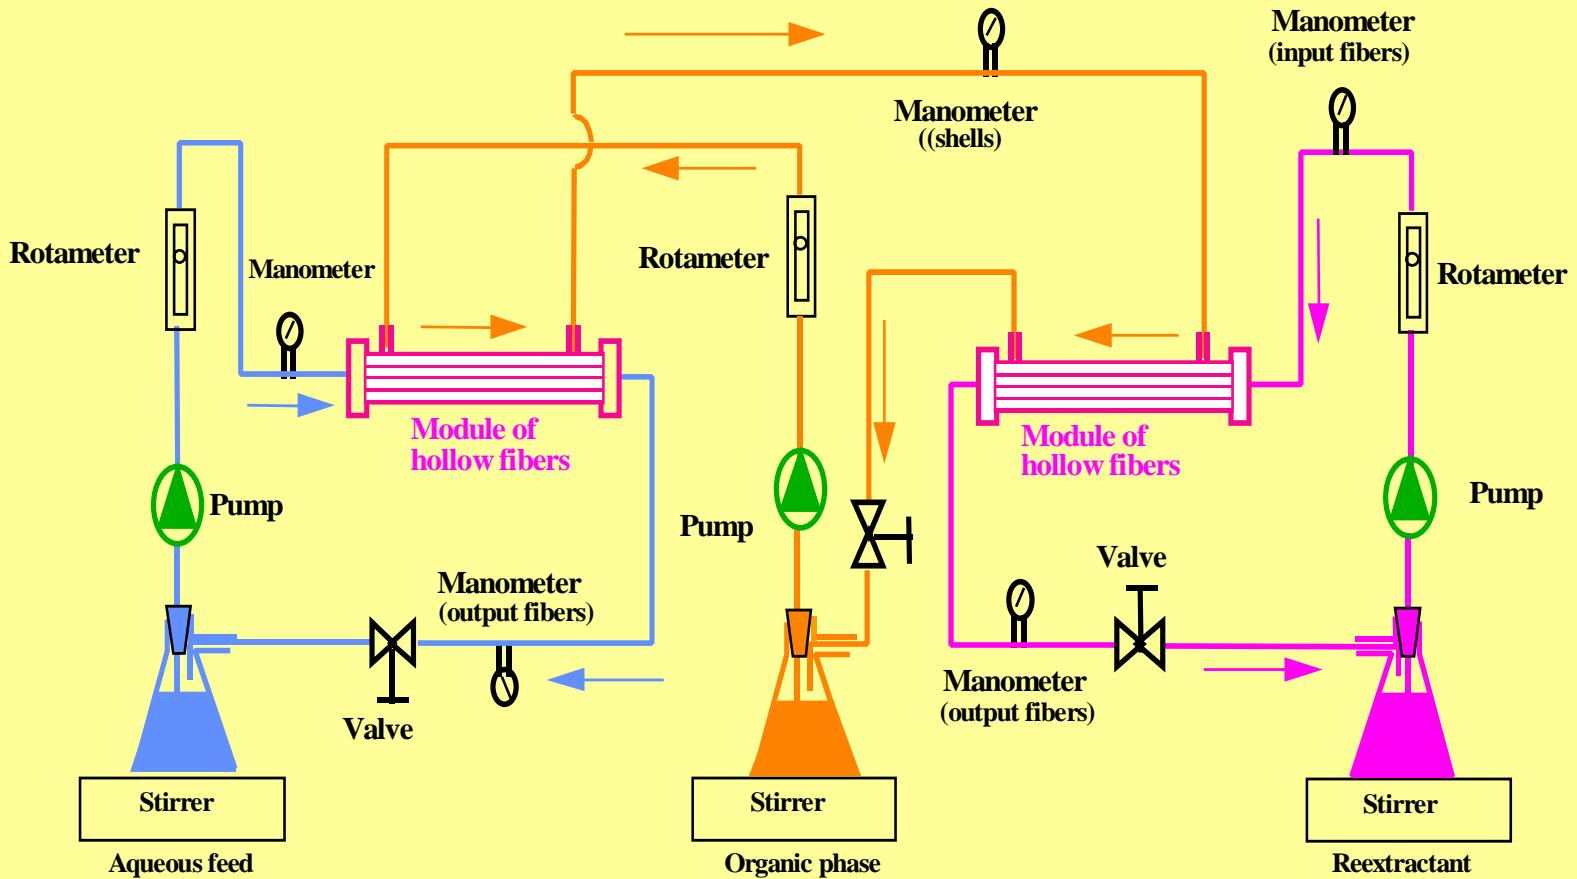 Manometer
(input fibers)
Manometer
((shells)
Rotameter
Manometer
Rotameter
Rotameter
Module of
hollow fibers
Module of
hollow fibers
Pump
Pump
Pump
Manometer
(output fibers)
Valve
Valve
Manometer
(output fibers)
Stirrer
Stirrer
Stirrer
Aqueous feed
Organic phase
Reextractant